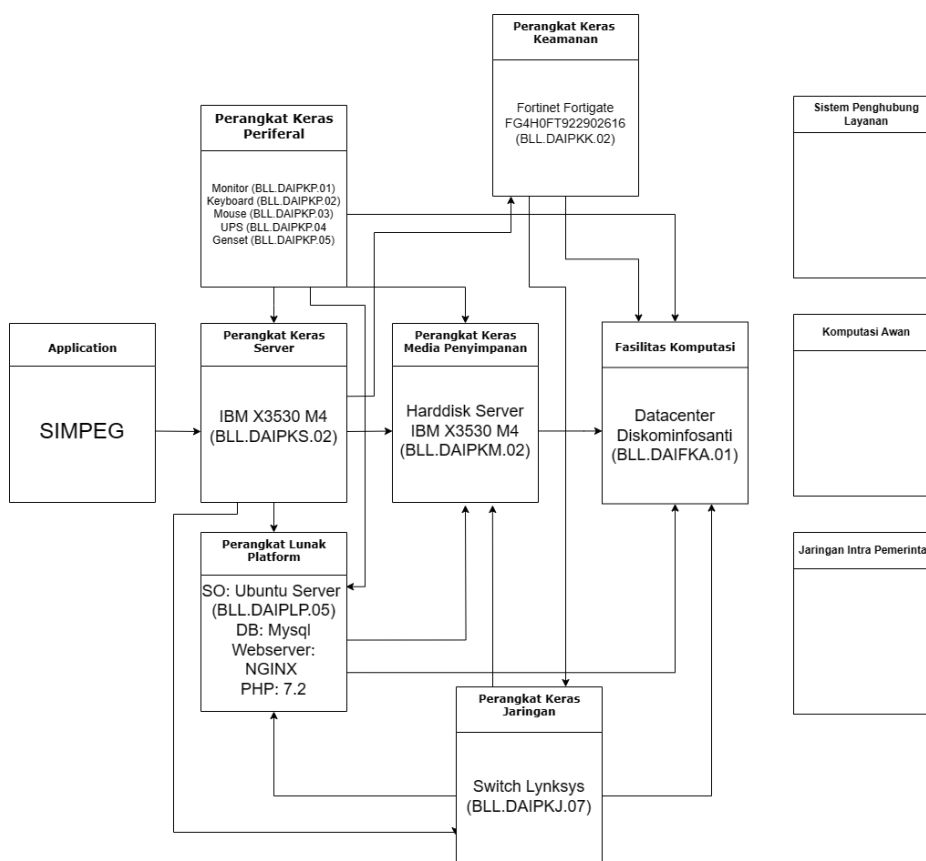 Perangkat Keras
Keamanan
Fortinet Fortigate
FG4H0FT922902616
(BLL.DAIPKK.02)
Sistem Penghubung
Layanan
Perangkat Keras
Periferal
Monitor (BLL.DAIPKP.01)
Keyboard (BLL.DAIPKP.02)
Mouse (BLL.DAIPKP.03)
UPS (BLL.DAIPKP.04
Genset (BLL.DAIPKP.05)
Application
SIMPEG
Perangkat Keras
Server
IBM X3530 M4
(BLL.DAIPKS.02)
Perangkat Keras
Media Penyimpanan
Harddisk Server
IBM X3530 M4
(BLL.DAIPKM.02)
Fasilitas Komputasi
Datacenter
Diskominfosanti
(BLL.DAIFKA.01)
Komputasi Awan
Perangkat Lunak
Platform
SO: Ubuntu Server
(BLL.DAIPLP.05)
DB: Mysql
Webserver:
NGINX
PHP: 7.2
Jaringan Intra Pemerinta
Perangkat Keras
Jaringan
Switch Lynksys
(BLL.DAIPKJ.07)